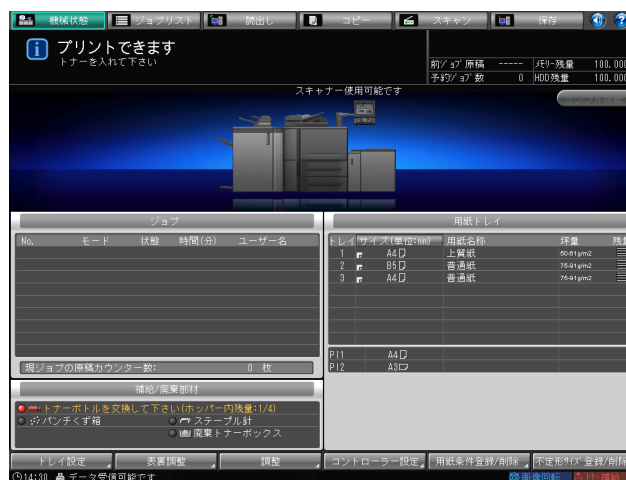 機械状態 ジョブリスト 読出し コピー スキャン 保存
プリントできます
トナーを入れて下さい
前ジョブ原稿 ----- メモリー残量 100.000
予約ジョブ数 0 HDD残量 100.000
スキャナー使用可能です
ジョブ
No. モード 状態 時間(分) ユーザー名
現ジョブの原稿カウンター数: 0 枚
補給/廃棄部材
トナーボトルを交換して下さい(ホッパー内残量:1/4)
パンチくず箱 ステープル針
廃棄トナーボックス
用紙トレイ
トレイ サイズ(単位:mm) 用紙名称 坪量 残量
1 A4 上質紙 50-61g/m2
2 B5 普通紙 75-91g/m2
3 A4 普通紙 75-91g/m2
PI1 A4
PI2 A3
トレイ設定 表裏調整 調整 コントローラー設定 用紙条件登録/削除 不定形サイズ登録/削除
14:30 データ受信可能です 画像回転